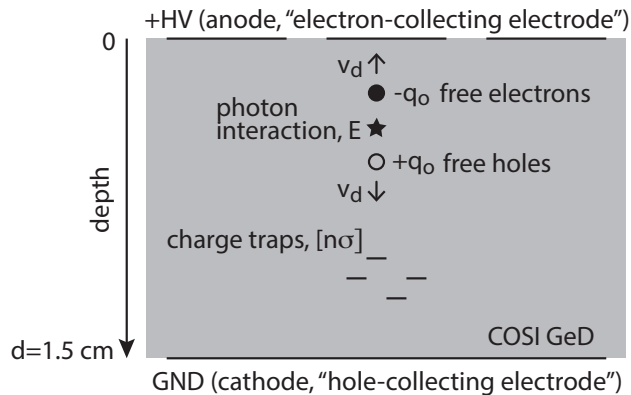 +HV (anode, “electron-collecting electrode”)
0
v_d
-q_o free electrons
photon
interaction, E
+q_o free holes
v_d
depth
charge traps, [nσ]
COSI GeD
d=1.5 cm
GND (cathode, “hole-collecting electrode”)